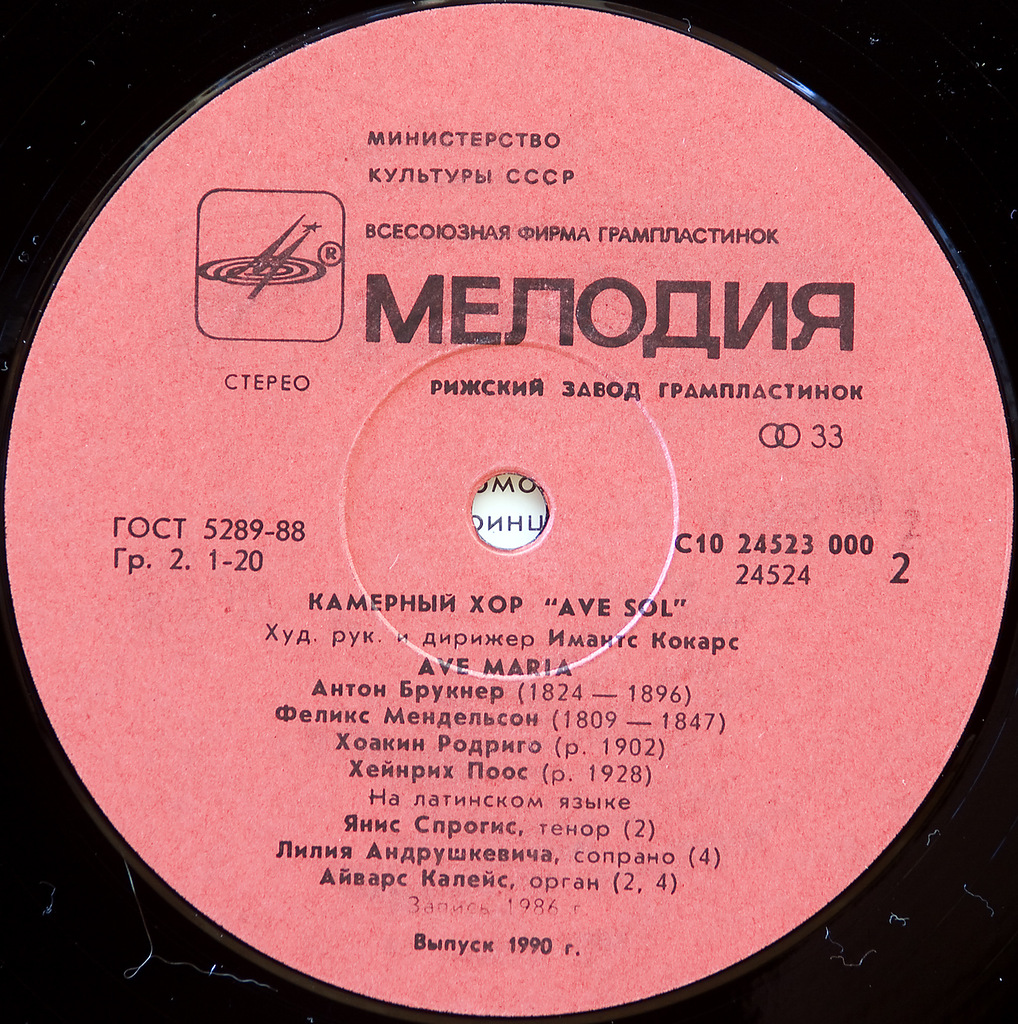 МИНИСТЕРСТВО
КУЛЬТУРЫ СССР
ВСЕСОЮЗНАЯ ФИРМА ГРАМПЛАСТИНОК
®
МЕЛОДИЯ
СТЕРЕО
РИЖСКИЙ ЗАВОД ГРАМПЛАСТИНОК
33
ГОСТ 5289-88
Гр. 2. 1-20
С10 24523 000
24524
2
КАМЕРНЫЙ ХОР “AVE SOL”
Худ. рук. и дирижер Имантс Кокарс
AVE MARIA
Антон Брукнер (1824 — 1896)
Феликс Мендельсон (1809 — 1847)
Хоакин Родриго (р. 1902)
Хейнрих Поос (р. 1928)
На латинском языке
Янис Спрогис, тенор (2)
Лилия Андрушкевича, сопрано (4)
Айварс Калейс, орган (2, 4)
Запись 1986 г.
Выпуск 1990 г.